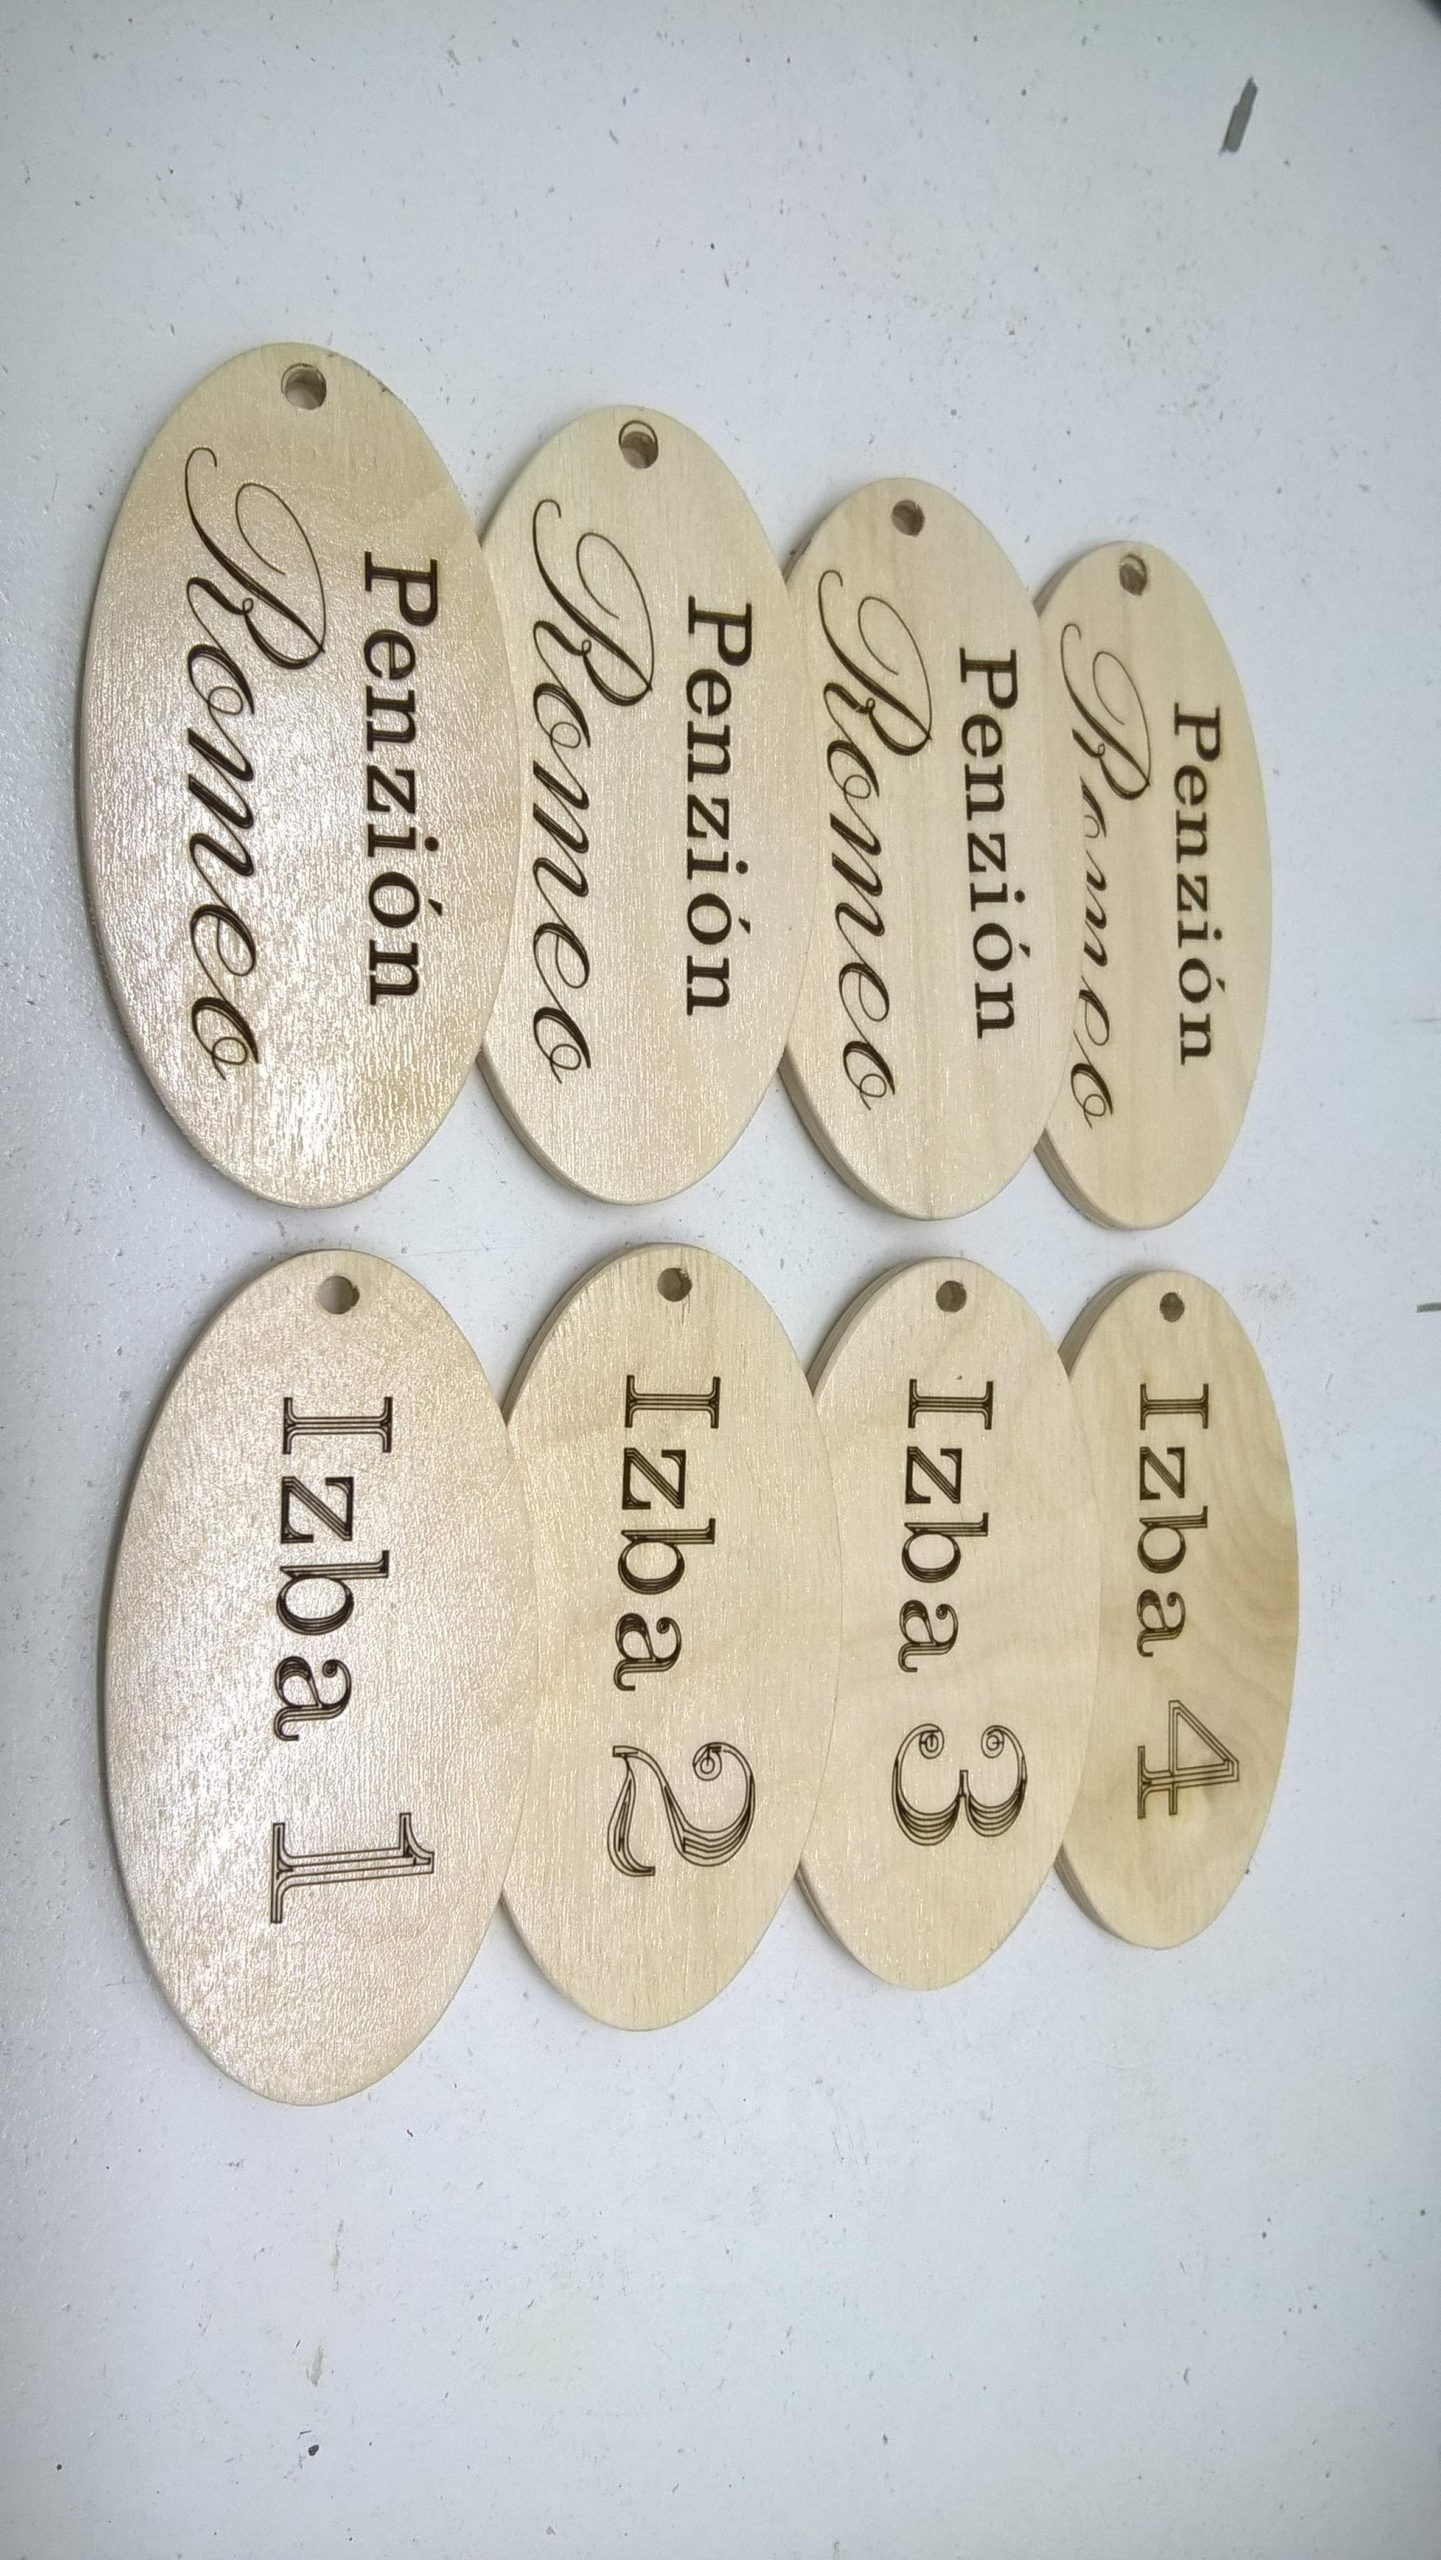 Penzión
Romeo
Izba 4
Penzión
Romeo
Izba 3
Penzión
Romeo
Izba 2
Penzión
Romeo
Izba 1